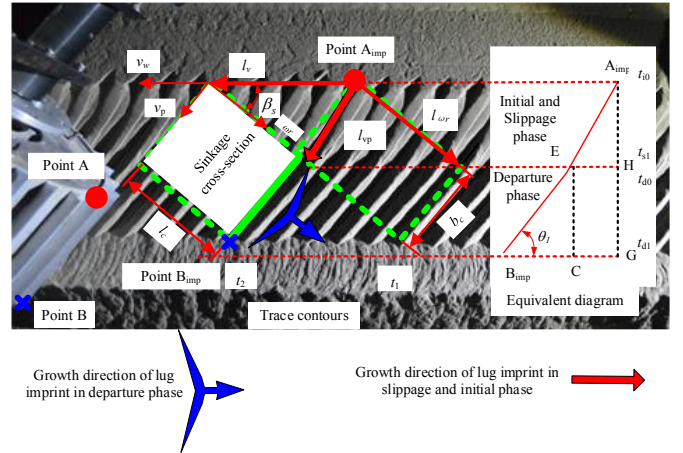 Point A_imp
v_w
l_v
β_s
v_p
ωr
l_vp
l_ωr
Sinkage
cross-section
Point A
l_c
b_c
Point B_imp
t_2
t_1
Point B
Trace contours
A_imp
t_i0
Initial and
Slippage
phase
E
t_s1
H
Departure
phase
t_d0
θ_1
t_d1
G
B_imp
C
Equivalent diagram
Growth direction of lug
imprint in departure phase
Growth direction of lug imprint in
slippage and initial phase